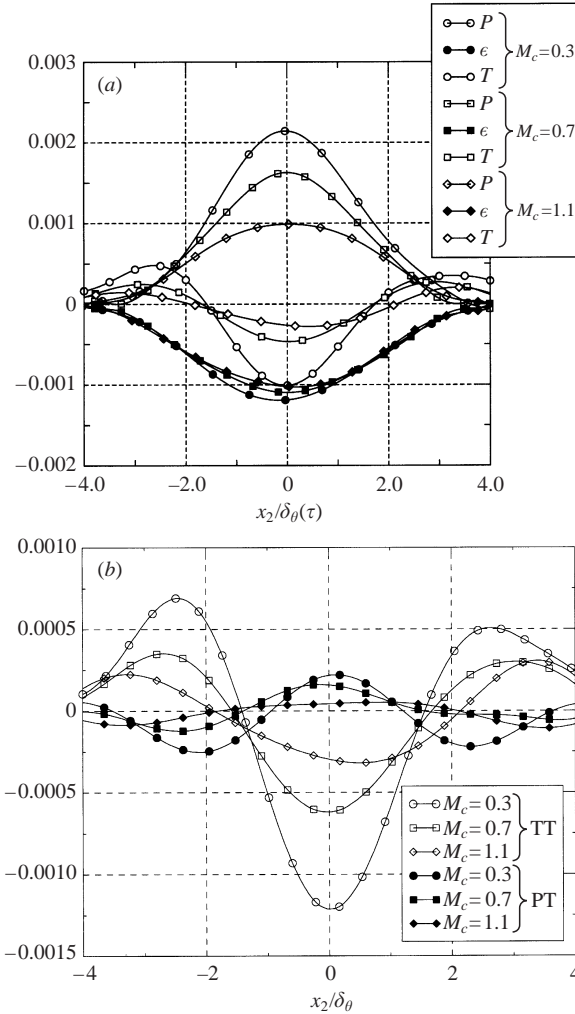 P
ϵ M_c=0.3
T
P
ϵ M_c=0.7
T
P
ϵ M_c=1.1
T
(a)
0.003
0.002
0.001
0
−0.001
−0.002
−4.0 −2.0 0 2.0 4.0
x_2/δ_θ(τ)
(b)
0.0010
0.0005
0
−0.0005
−0.0010
−0.0015
−4 −2 0 2 4
x_2/δ_θ
M_c= 0.3
M_c= 0.7 TT
M_c= 1.1
M_c= 0.3
M_c= 0.7 PT
M_c= 1.1